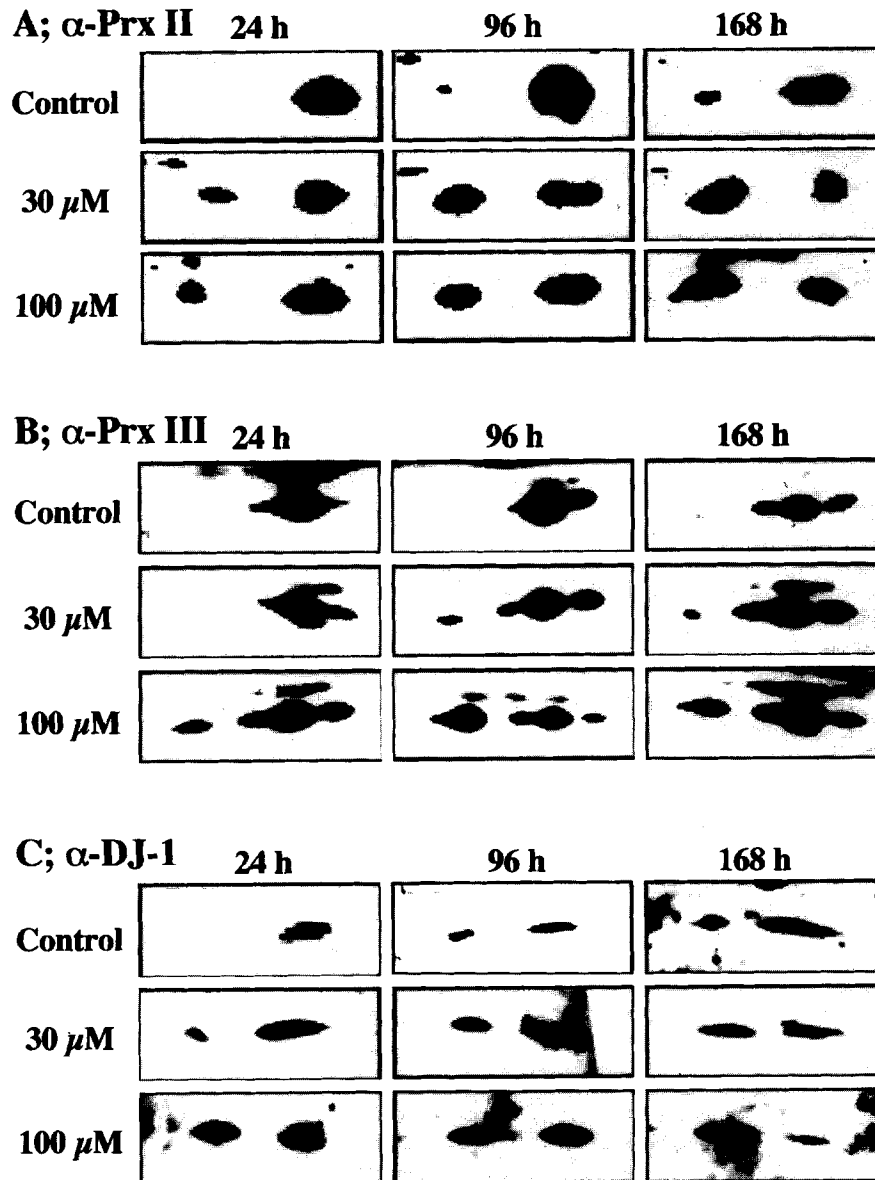 A; α-Prx II 24 h 96 h 168 h
Control
30 µM
100 µM
B; α-Prx III 24 h 96 h 168 h
Control
30 µM
100 µM
C; α-DJ-1 24 h 96 h 168 h
Control
30 µM
100 µM